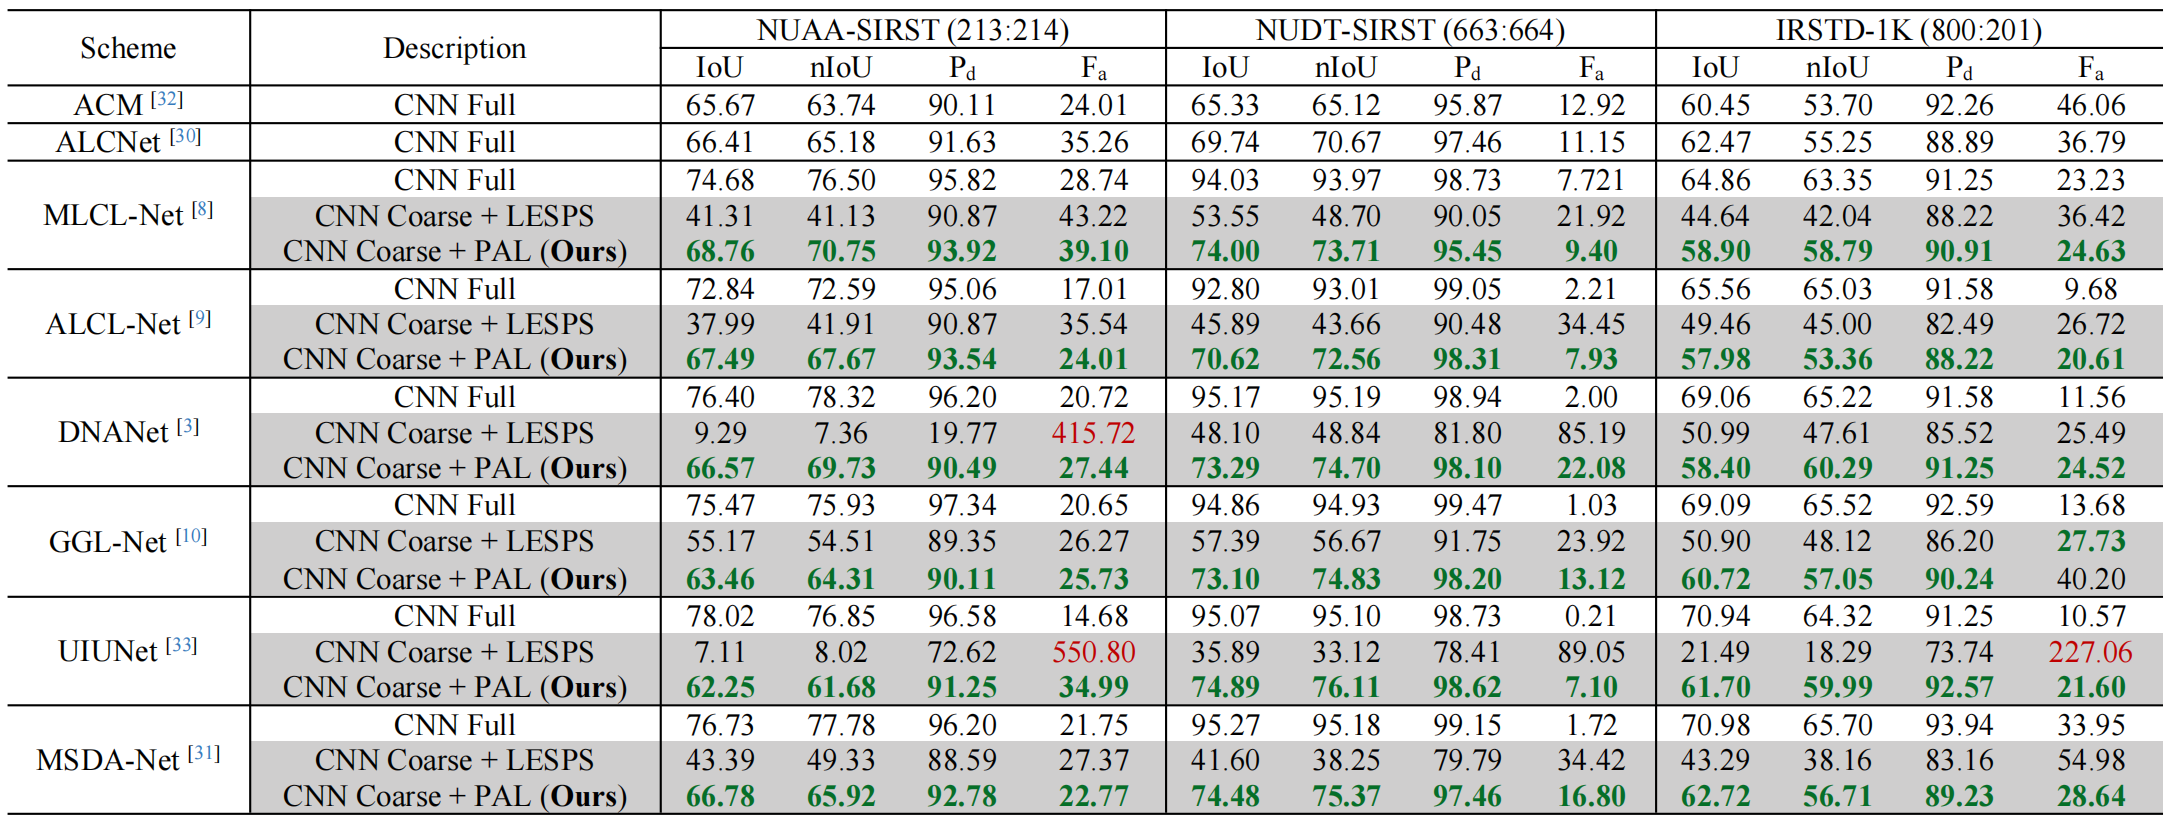 Scheme Description NUAA-SIRST (213:214) NUDT-SIRST (663:664) IRSTD-1K (800:201)
IoU nIoU Pd Fa IoU nIoU Pd Fa IoU nIoU Pd Fa
ACM [32] CNN Full 65.67 63.74 90.11 24.01 65.33 65.12 95.87 12.92 60.45 53.70 92.26 46.06
ALCNet [30] CNN Full 66.41 65.18 91.63 35.26 69.74 70.67 97.46 11.15 62.47 55.25 88.89 36.79
MLCL-Net [8] CNN Full 74.68 76.50 95.82 28.74 94.03 93.97 98.73 7.721 64.86 63.35 91.25 23.23
CNN Coarse + LESPS 41.31 41.13 90.87 43.22 53.55 48.70 90.05 21.92 44.64 42.04 88.22 36.42
CNN Coarse + PAL (Ours) 68.76 70.75 93.92 39.10 74.00 73.71 95.45 9.40 58.90 58.79 90.91 24.63
ALCL-Net [9] CNN Full 72.84 72.59 95.06 17.01 92.80 93.01 99.05 2.21 65.56 65.03 91.58 9.68
CNN Coarse + LESPS 37.99 41.91 90.87 35.54 45.89 43.66 90.48 34.45 49.46 45.00 82.49 26.72
CNN Coarse + PAL (Ours) 67.49 67.67 93.54 24.01 70.62 72.56 98.31 7.93 57.98 53.36 88.22 20.61
DNANet [3] CNN Full 76.40 78.32 96.20 20.72 95.17 95.19 98.94 2.00 69.06 65.22 91.58 11.56
CNN Coarse + LESPS 9.29 7.36 19.77 415.72 48.10 48.84 81.80 85.19 50.99 47.61 85.52 25.49
CNN Coarse + PAL (Ours) 66.57 69.73 90.49 27.44 73.29 74.70 98.10 22.08 58.40 60.29 91.25 24.52
GGL-Net [10] CNN Full 75.47 75.93 97.34 20.65 94.86 94.93 99.47 1.03 69.09 65.52 92.59 13.68
CNN Coarse + LESPS 55.17 54.51 89.35 26.27 57.39 56.67 91.75 23.92 50.90 48.12 86.20 27.73
CNN Coarse + PAL (Ours) 63.46 64.31 90.11 25.73 73.10 74.83 98.20 13.12 60.72 57.05 90.24 40.20
UIUNet [33] CNN Full 78.02 76.85 96.58 14.68 95.07 95.10 98.73 0.21 70.94 64.32 91.25 10.57
CNN Coarse + LESPS 7.11 8.02 72.62 550.80 35.89 33.12 78.41 89.05 21.49 18.29 73.74 227.06
CNN Coarse + PAL (Ours) 62.25 61.68 91.25 34.99 74.89 76.11 98.62 7.10 61.70 59.99 92.57 21.60
MSDA-Net [31] CNN Full 76.73 77.78 96.20 21.75 95.27 95.18 99.15 1.72 70.98 65.70 93.94 33.95
CNN Coarse + LESPS 43.39 49.33 88.59 27.37 41.60 38.25 79.79 34.42 43.29 38.16 83.16 54.98
CNN Coarse + PAL (Ours) 66.78 65.92 92.78 22.77 74.48 75.37 97.46 16.80 62.72 56.71 89.23 28.64